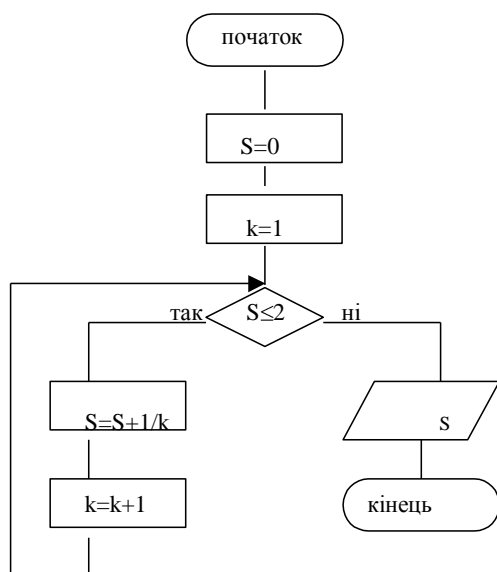 початок
S=0
k=1
так S≤2 ні
S=S+1/k
s
k=k+1
кінець